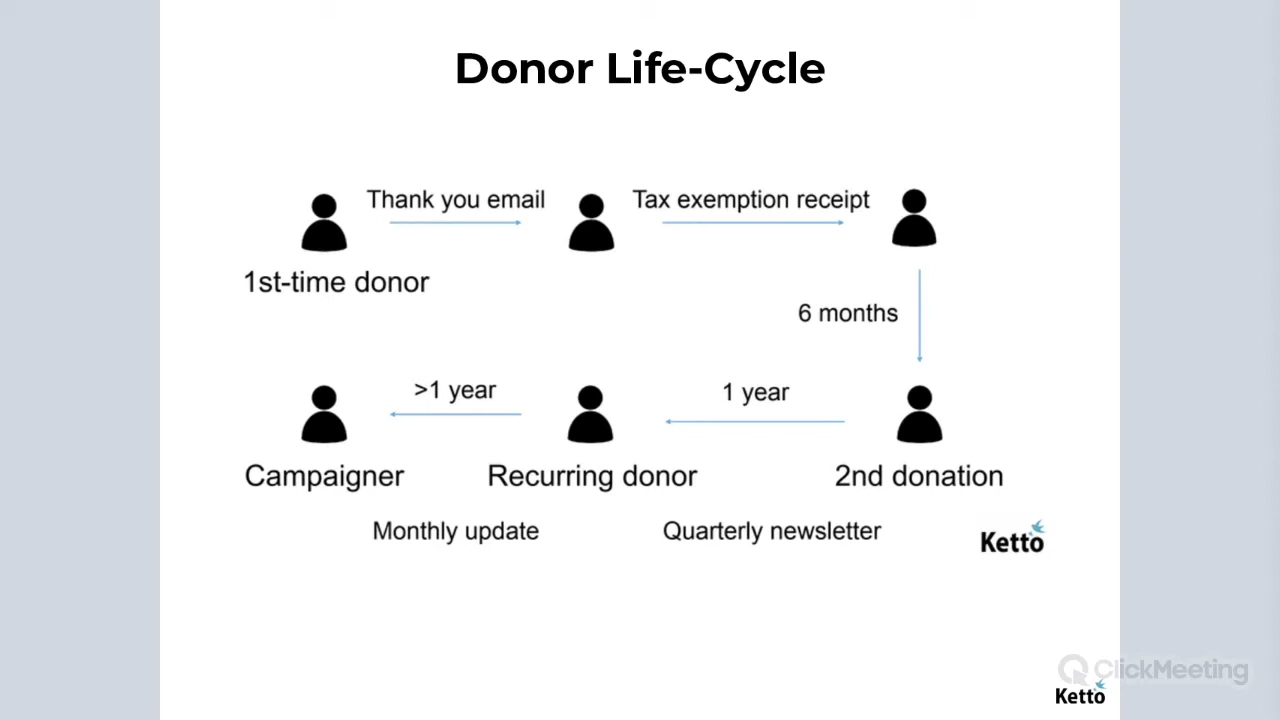 Donor Life-Cycle
Thank you email
Tax exemption receipt
1st-time donor
6 months
>1 year
1 year
Campaigner
Recurring donor
2nd donation
Monthly update
Quarterly newsletter
Ketto
ClickMeeting
Ketto